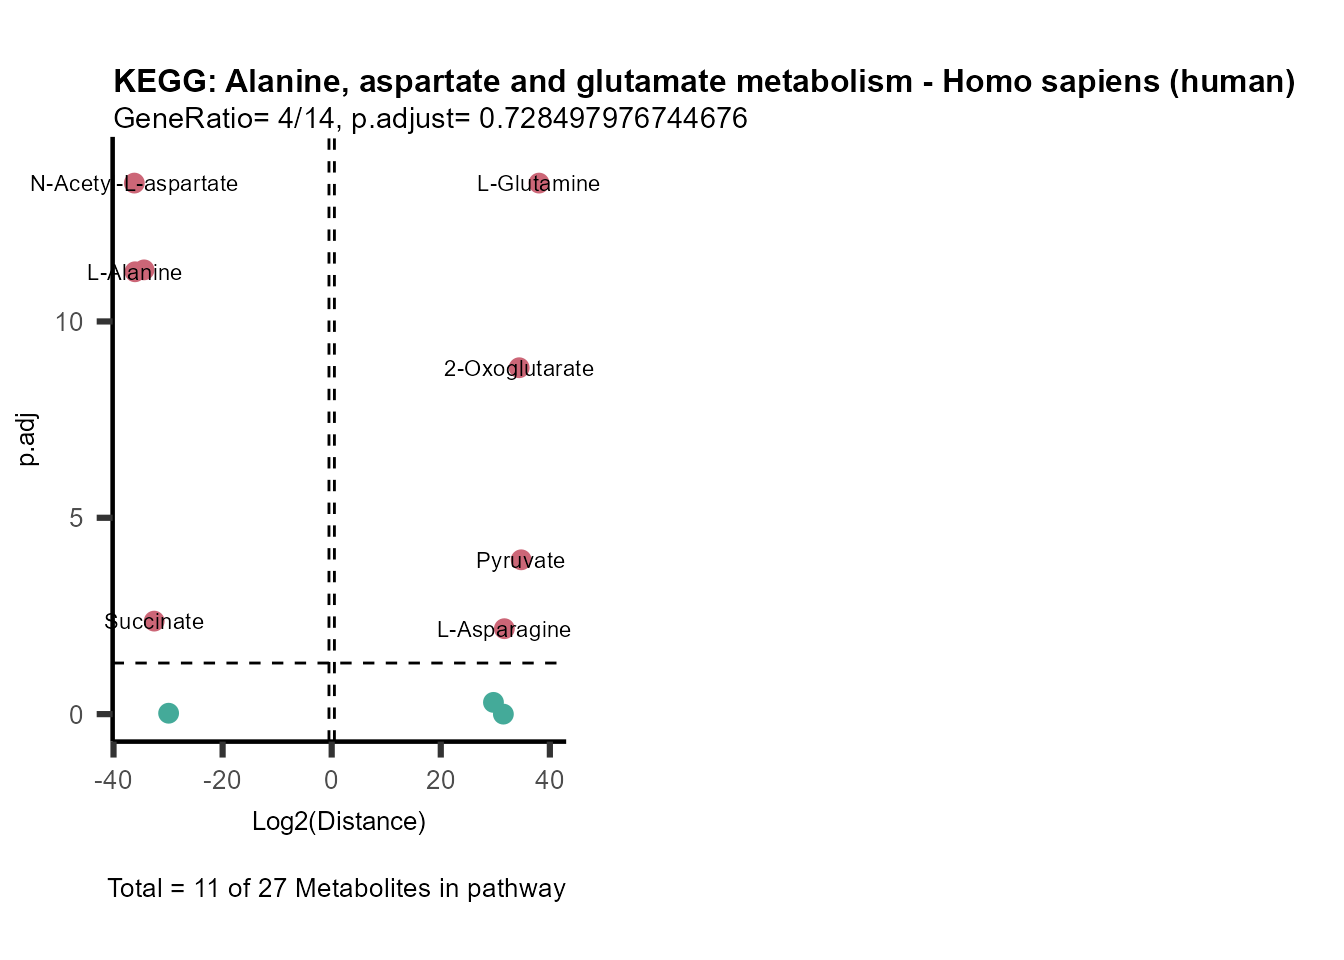 KEGG: Alanine, aspartate and glutamate metabolism - Homo sapiens (human)
GeneRatio= 4/14, p.adjust= 0.728497976744676
N-Acetyl-L-aspartate
L-Glutamine
L-Alanine
10
2-Oxoglutarate
p.adj
5
Pyruvate
Succinate
L-Asparagine
0
-40
-20
0
20
40
Log2(Distance)
Total = 11 of 27 Metabolites in pathway